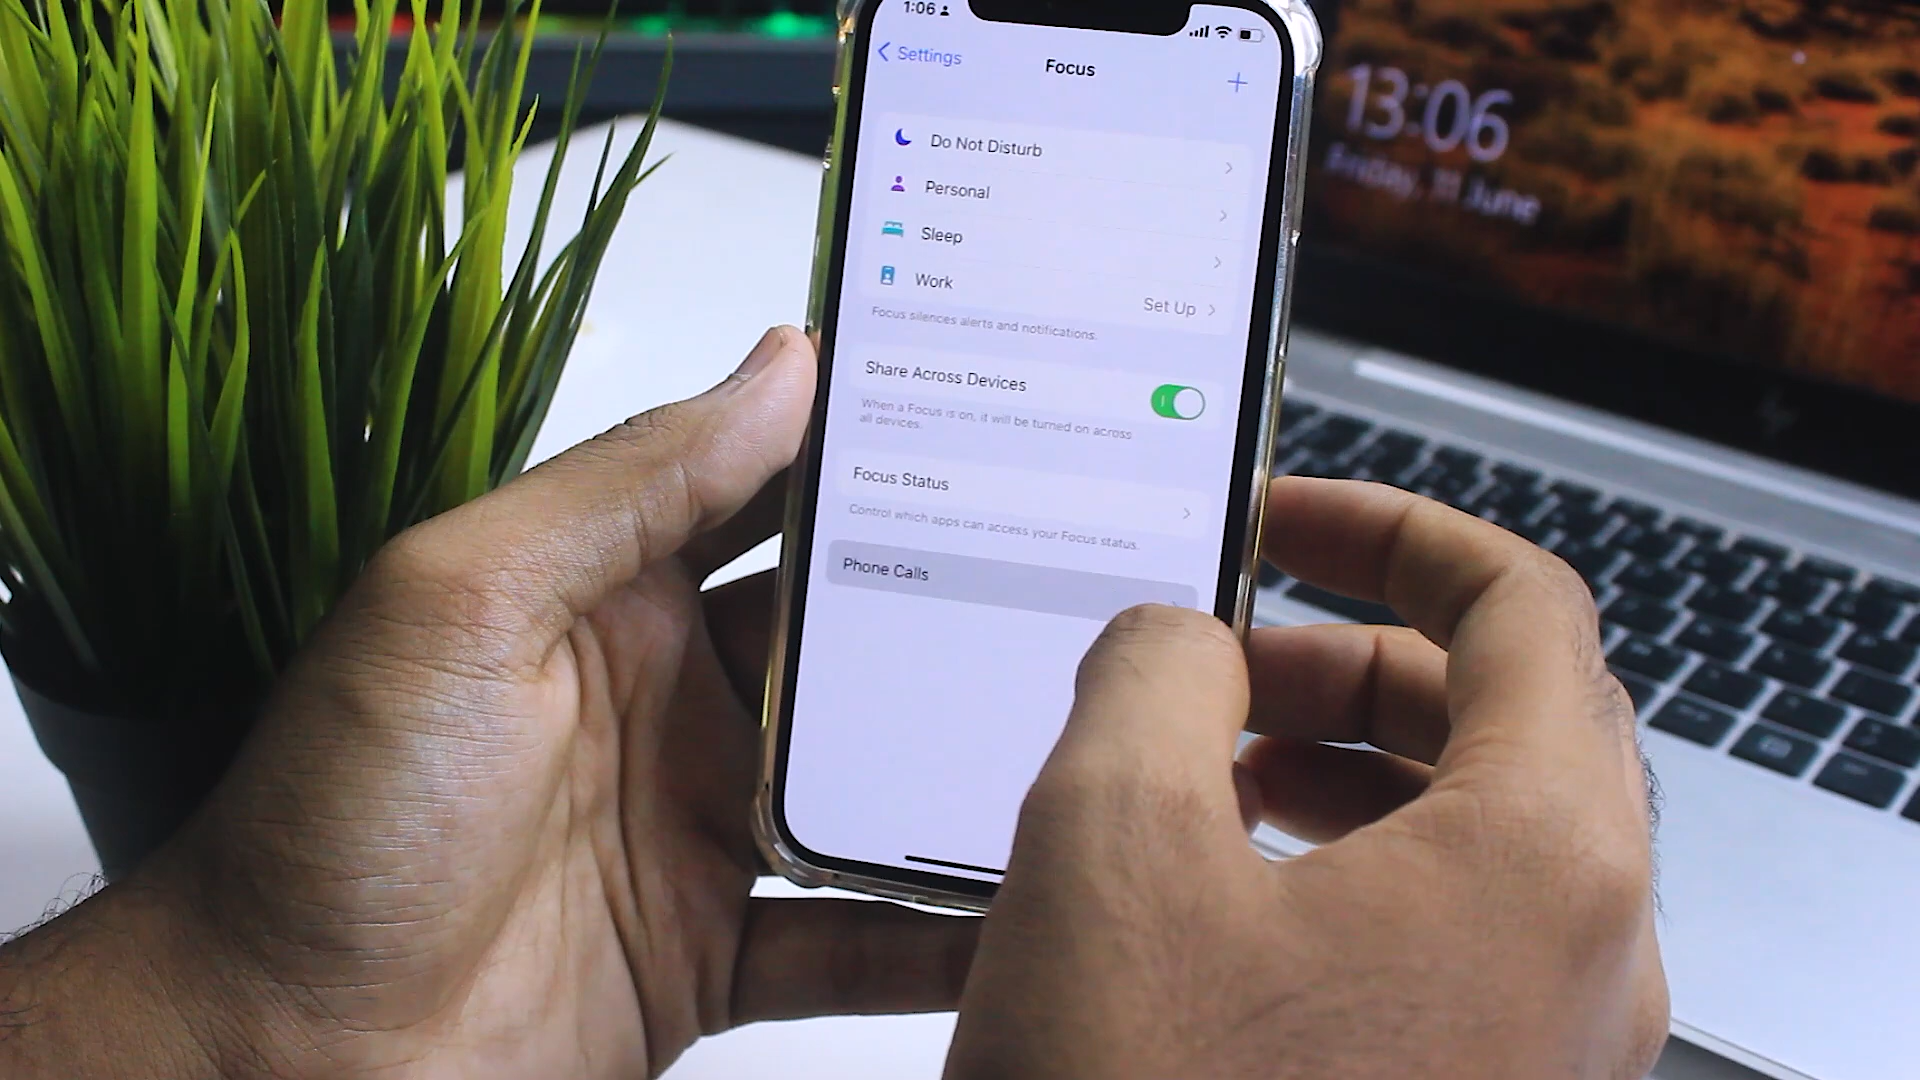 1:06
Settings
Focus
Do Not Disturb
Personal
Sleep
Work
Set Up
Focus silences alerts and notifications.
Share Across Devices
When a Focus is on, it will be turned on across
all devices.
Focus Status
Control which apps can access your Focus status.
Phone Calls
13:06
Friday, June